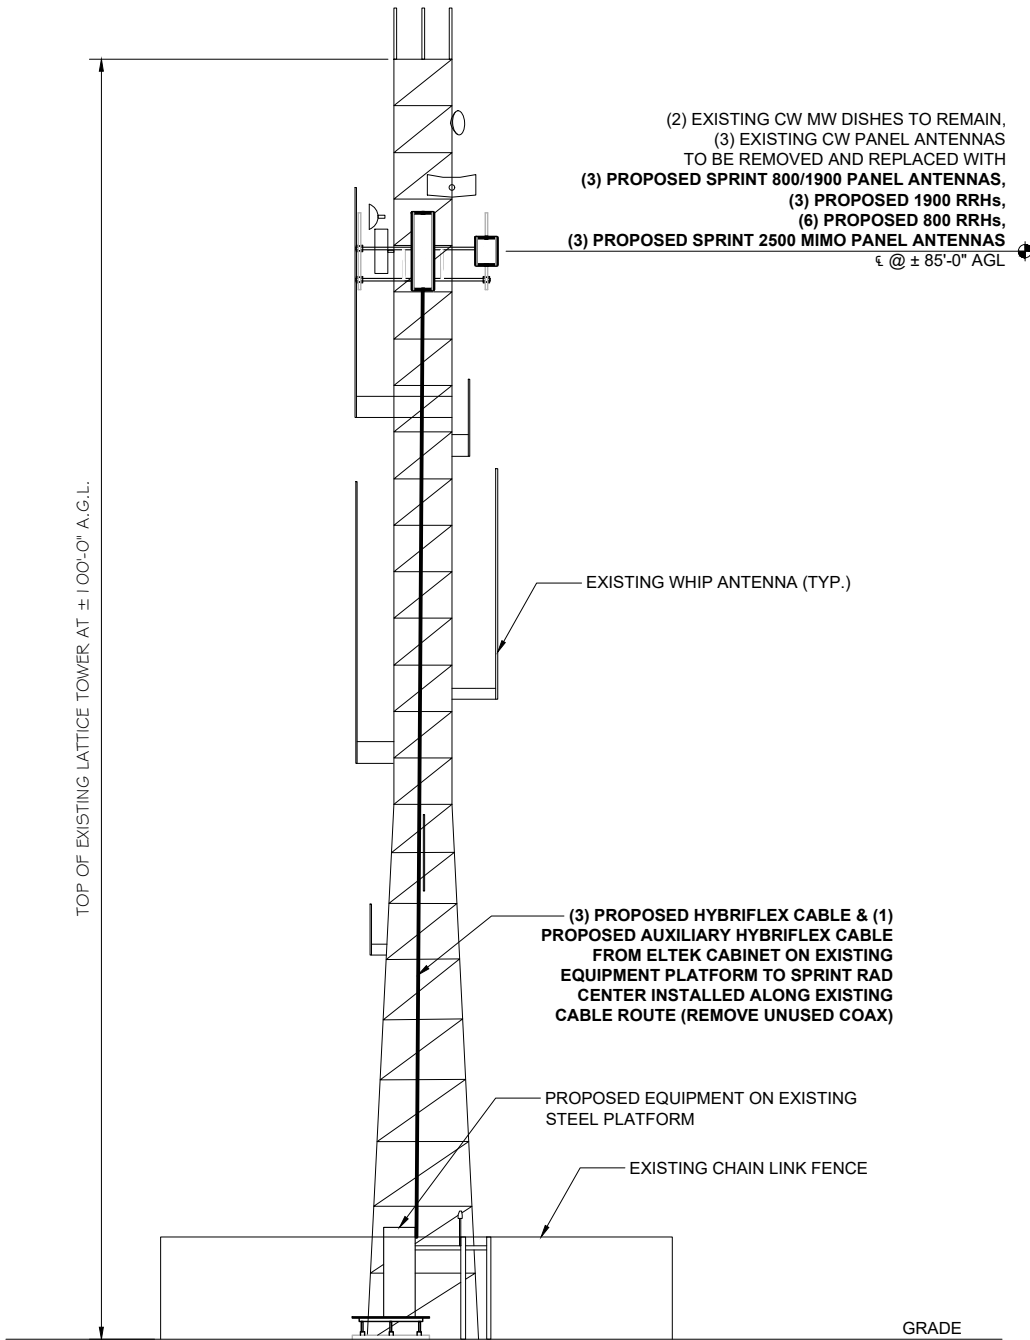 (2) EXISTING CW MW DISHES TO REMAIN,
(3) EXISTING CW PANEL ANTENNAS
TO BE REMOVED AND REPLACED WITH
(3) PROPOSED SPRINT 800/1900 PANEL ANTENNAS,
(3) PROPOSED 1900 RRHs,
(6) PROPOSED 800 RRHs,
(3) PROPOSED SPRINT 2500 MIMO PANEL ANTENNAS
℄ @ ± 85'-0" AGL
TOP OF EXISTING LATTICE TOWER AT ±100'-0" A.G.L.
EXISTING WHIP ANTENNA (TYP.)
(3) PROPOSED HYBRIFLEX CABLE & (1)
PROPOSED AUXILIARY HYBRIFLEX CABLE
FROM ELTEK CABINET ON EXISTING
EQUIPMENT PLATFORM TO SPRINT RAD
CENTER INSTALLED ALONG EXISTING
CABLE ROUTE (REMOVE UNUSED COAX)
PROPOSED EQUIPMENT ON EXISTING
STEEL PLATFORM
EXISTING CHAIN LINK FENCE
GRADE